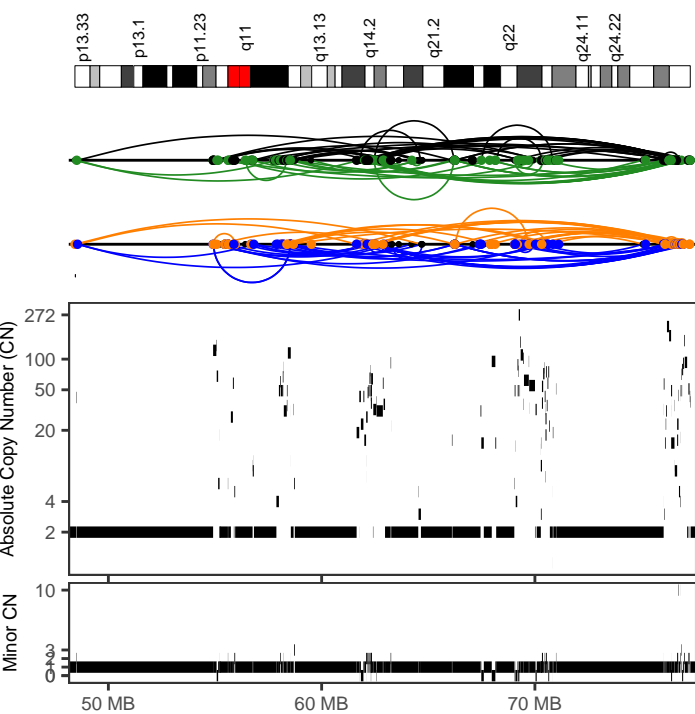 p13.33
p13.1
p11.23
q11
q13.13
q14.2
q21.2
q22
q24.11
q24.22
Absolute Copy Number (CN)
272
100
50
20
4
2
Minor CN
10
3
2
1
0
50 MB
60 MB
70 MB